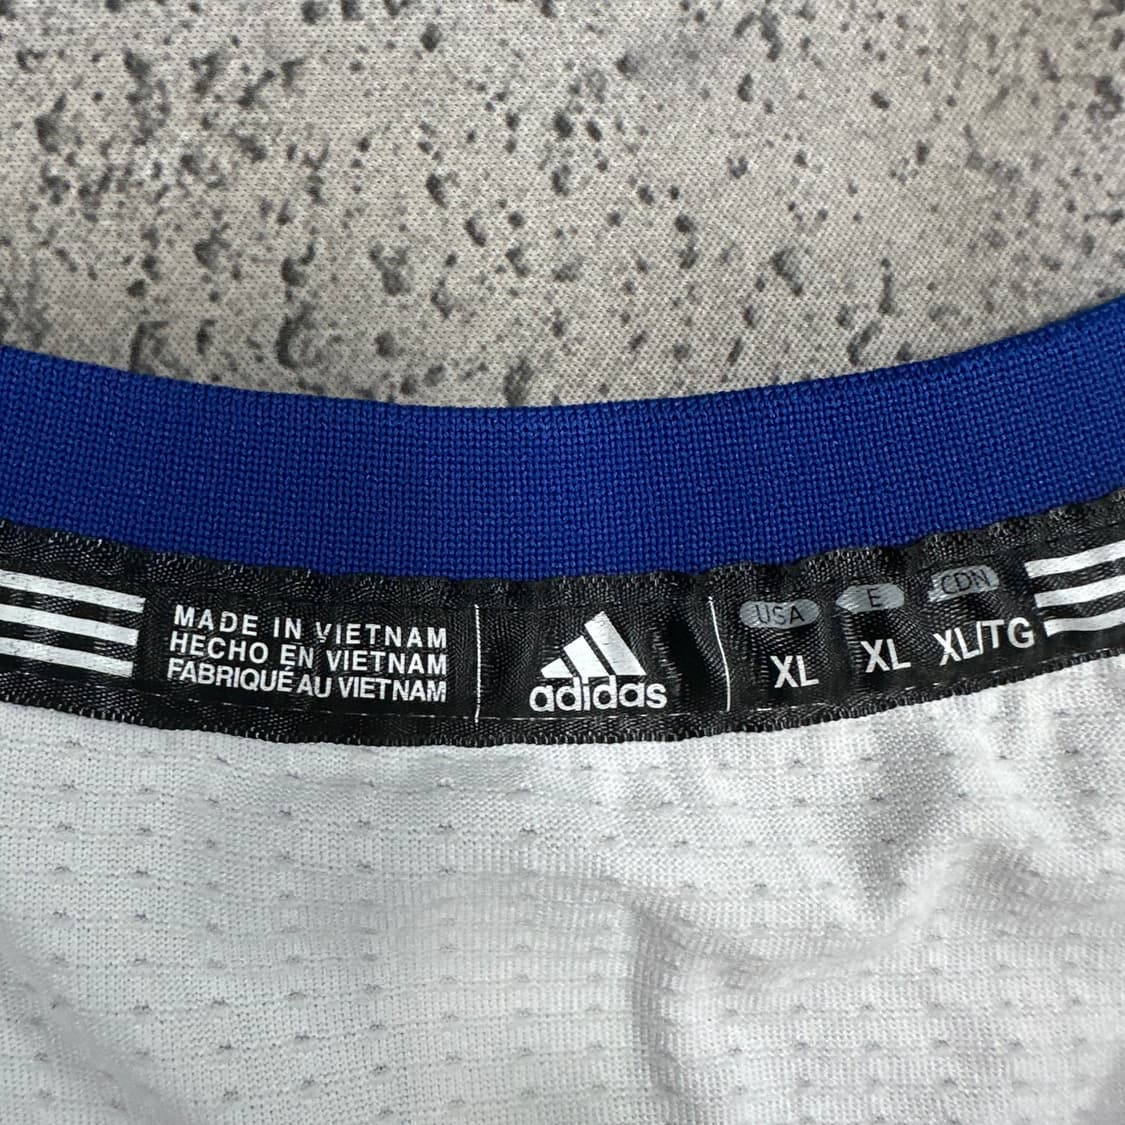 MADE IN VIETNAM
HECHO EN VIETNAM
FABRIQUÉ AU VIETNAM
adidas
USA E CDN
XL XL XL/TG